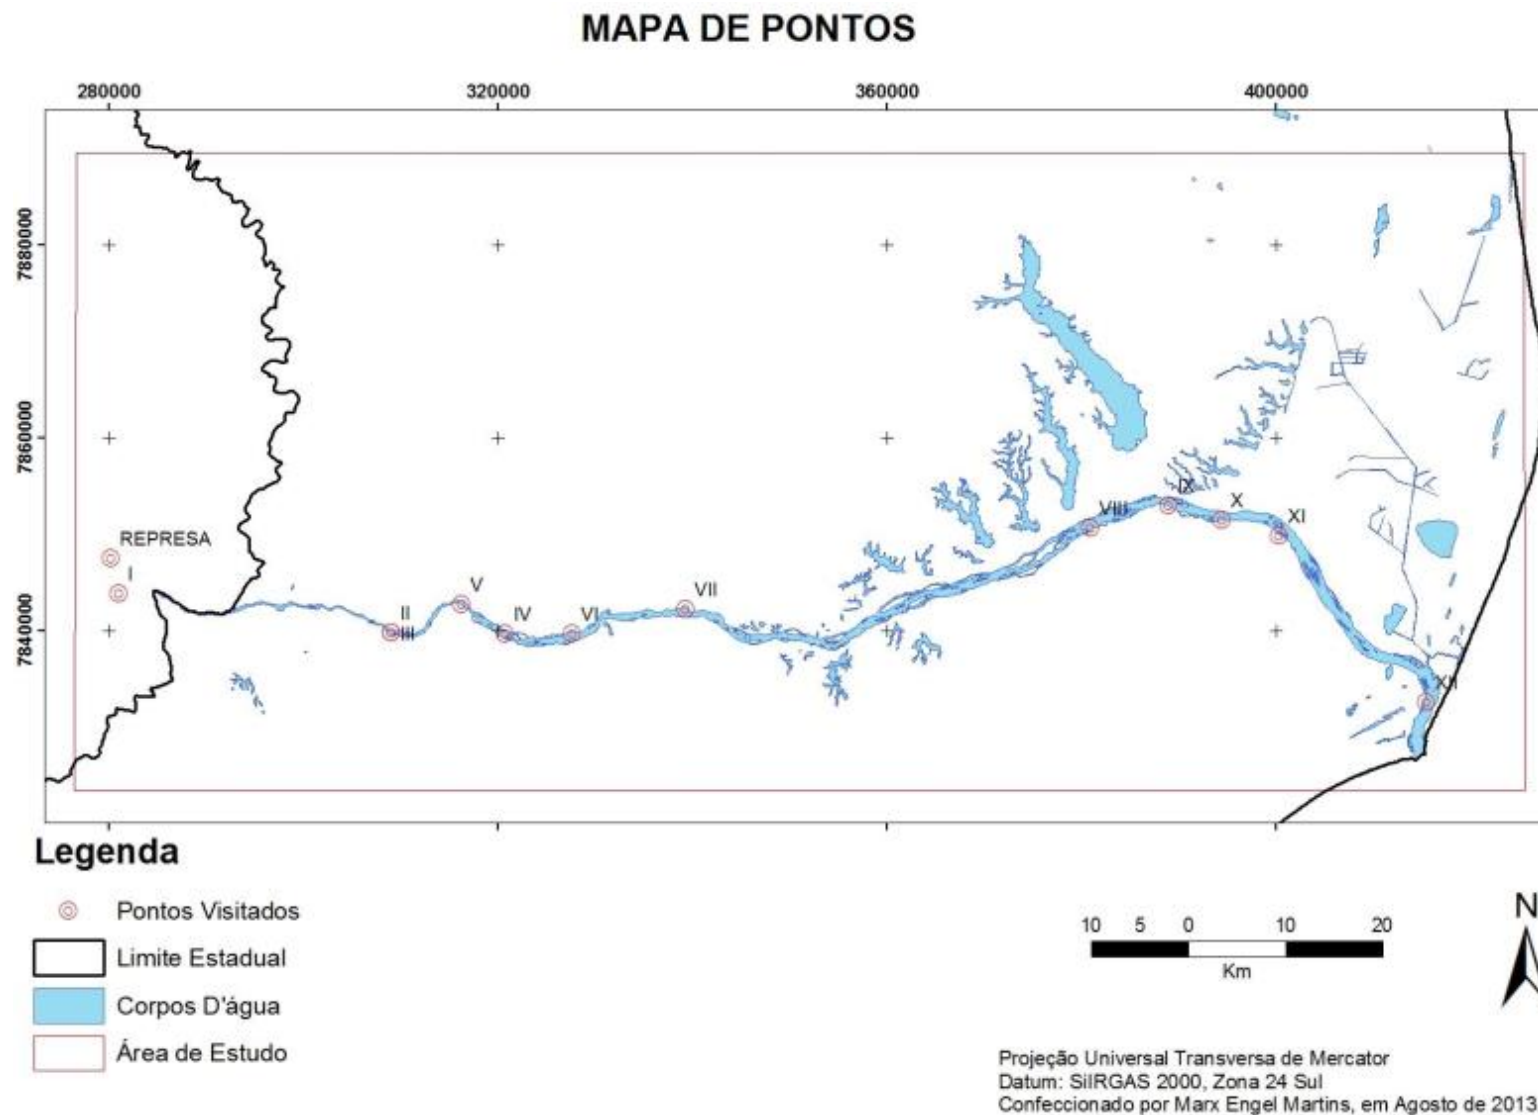 MAPA DE PONTOS
280000 320000 360000 400000
7880000
7860000
7840000
REPRESA
I
II
III
V
IV
VI
VII
VIII
IX
X
XI
XII
Legenda
Pontos Visitados
Limite Estadual
Corpos D'água
Área de Estudo
10 5 0 10 20
Km
N
Projeção Universal Transversa de Mercator
Datum: SiIRGAS 2000, Zona 24 Sul
Confeccionado por Marx Engel Martins, em Agosto de 2013